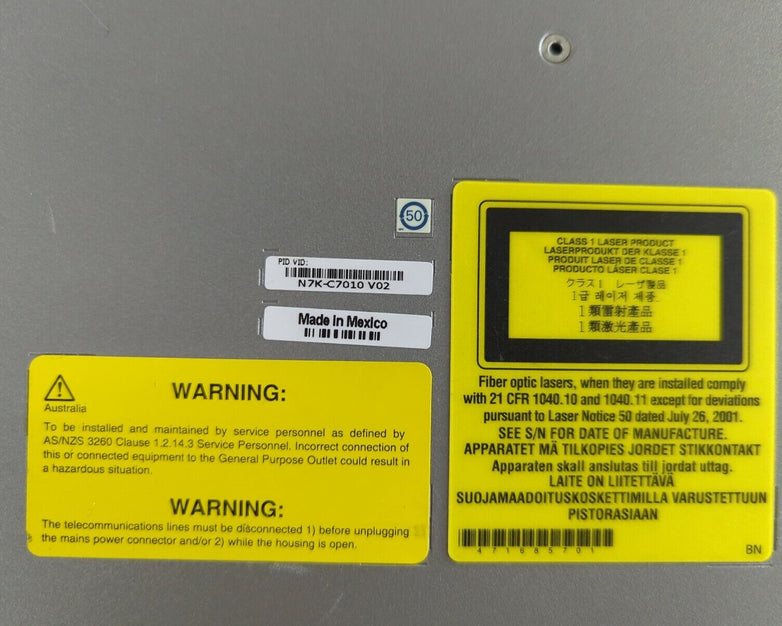 50
PID VID:
N7K-C7010 V02
Made in Mexico
Australia
WARNING:
To be installed and maintained by service personnel as defined by
AS/NZS 3260 Clause 1.2.14.3 Service Personnel. Incorrect connection of
this or connected equipment to the General Purpose Outlet could result in
a hazardous situation.
WARNING:
The telecommunications lines must be disconnected 1) before unplugging
the mains power connector and/or 2) while the housing is open.
CLASS 1 LASER PRODUCT
LASERPRODUKT DER KLASSE 1
PRODUIT LASER DE CLASSE 1
PRODUCTO LÁSER CLASE 1
クラス1 レーザ製品
1급 레이저 제품
1類雷射產品
1類激光產品
Fiber optic lasers, when they are installed comply
with 21 CFR 1040.10 and 1040.11 except for deviations
pursuant to Laser Notice 50 dated July 26, 2001.
SEE S/N FOR DATE OF MANUFACTURE.
APPARATET MÅ TILKOPIES JORDET STIKKONTAKT
Apparaten skall anslutas till jordat uttag.
LAITE ON LIITETTÄVÄ
SUOJAMAADOITUSKOSKETTIMILLA VARUSTETTUUN
PISTORASIAAN
471685701
BN